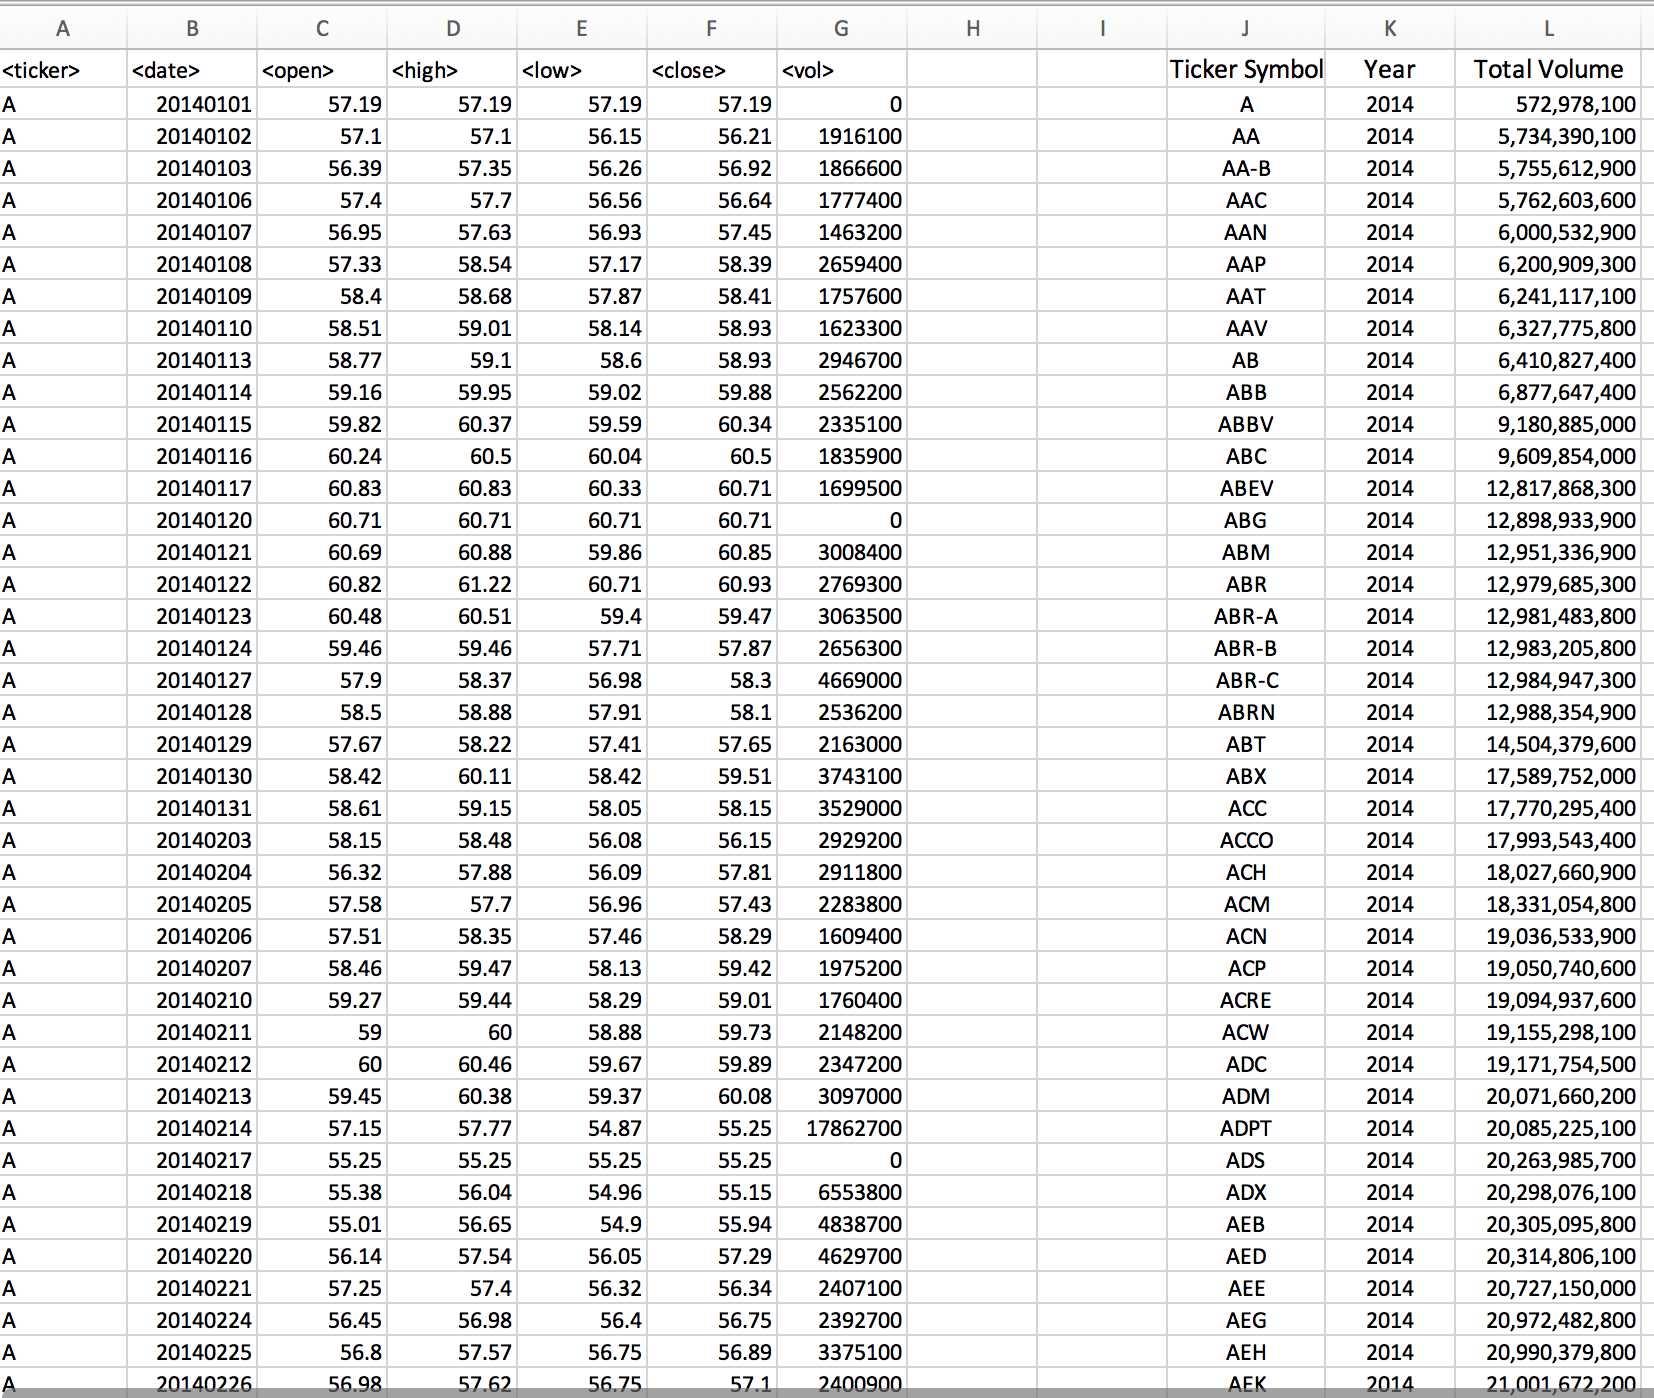 A B C D E F G H I J K L
<ticker> <date> <open> <high> <low> <close> <vol> Ticker Symbol Year Total Volume
A 20140101 57.19 57.19 57.19 57.19 0 A 2014 572,978,100
A 20140102 57.1 57.1 56.15 56.21 1916100 AA 2014 5,734,390,100
A 20140103 56.39 57.35 56.26 56.92 1866600 AA-B 2014 5,755,612,900
A 20140106 57.4 57.7 56.56 56.64 1777400 AAC 2014 5,762,603,600
A 20140107 56.95 57.63 56.93 57.45 1463200 AAN 2014 6,000,532,900
A 20140108 57.33 58.54 57.17 58.39 2659400 AAP 2014 6,200,909,300
A 20140109 58.4 58.68 57.87 58.41 1757600 AAT 2014 6,241,117,100
A 20140110 58.51 59.01 58.14 58.93 1623300 AAV 2014 6,327,775,800
A 20140113 58.77 59.1 58.6 58.93 2946700 AB 2014 6,410,827,400
A 20140114 59.16 59.95 59.02 59.88 2562200 ABB 2014 6,877,647,400
A 20140115 59.82 60.37 59.59 60.34 2335100 ABBV 2014 9,180,885,000
A 20140116 60.24 60.5 60.04 60.5 1835900 ABC 2014 9,609,854,000
A 20140117 60.83 60.83 60.33 60.71 1699500 ABEV 2014 12,817,868,300
A 20140120 60.71 60.71 60.71 60.71 0 ABG 2014 12,898,933,900
A 20140121 60.69 60.88 59.86 60.85 3008400 ABM 2014 12,951,336,900
A 20140122 60.82 61.22 60.71 60.93 2769300 ABR 2014 12,979,685,300
A 20140123 60.48 60.51 59.4 59.47 3063500 ABR-A 2014 12,981,483,800
A 20140124 59.46 59.46 57.71 57.87 2656300 ABR-B 2014 12,983,205,800
A 20140127 57.9 58.37 56.98 58.3 4669000 ABR-C 2014 12,984,947,300
A 20140128 58.5 58.88 57.91 58.1 2536200 ABRN 2014 12,988,354,900
A 20140129 57.67 58.22 57.41 57.65 2163000 ABT 2014 14,504,379,600
A 20140130 58.42 60.11 58.42 59.51 3743100 ABX 2014 17,589,752,000
A 20140131 58.61 59.15 58.05 58.15 3529000 ACC 2014 17,770,295,400
A 20140203 58.15 58.48 56.08 56.15 2929200 ACCO 2014 17,993,543,400
A 20140204 56.32 57.88 56.09 57.81 2911800 ACH 2014 18,027,660,900
A 20140205 57.58 57.7 56.96 57.43 2283800 ACM 2014 18,331,054,800
A 20140206 57.51 58.35 57.46 58.29 1609400 ACN 2014 19,036,533,900
A 20140207 58.46 59.47 58.13 59.42 1975200 ACP 2014 19,050,740,600
A 20140210 59.27 59.44 58.29 59.01 1760400 ACRE 2014 19,094,937,600
A 20140211 59 60 58.88 59.73 2148200 ACW 2014 19,155,298,100
A 20140212 60 60.46 59.67 59.89 2347200 ADC 2014 19,171,754,500
A 20140213 59.45 60.38 59.37 60.08 3097000 ADM 2014 20,071,660,200
A 20140214 57.15 57.77 54.87 55.25 17862700 ADPT 2014 20,085,225,100
A 20140217 55.25 55.25 55.25 55.25 0 ADS 2014 20,263,985,700
A 20140218 55.38 56.04 54.96 55.15 6553800 ADX 2014 20,298,076,100
A 20140219 55.01 56.65 54.9 55.94 4838700 AEB 2014 20,305,095,800
A 20140220 56.14 57.54 56.05 57.29 4629700 AED 2014 20,314,806,100
A 20140221 57.25 57.4 56.32 56.34 2407100 AEE 2014 20,727,150,000
A 20140224 56.45 56.98 56.4 56.75 2392700 AEG 2014 20,972,482,800
A 20140225 56.8 57.57 56.75 56.89 3375100 AEH 2014 20,990,379,800
A 20140226 56.98 57.62 56.75 57.1 2400900 AEK 2014 21,001,672,200